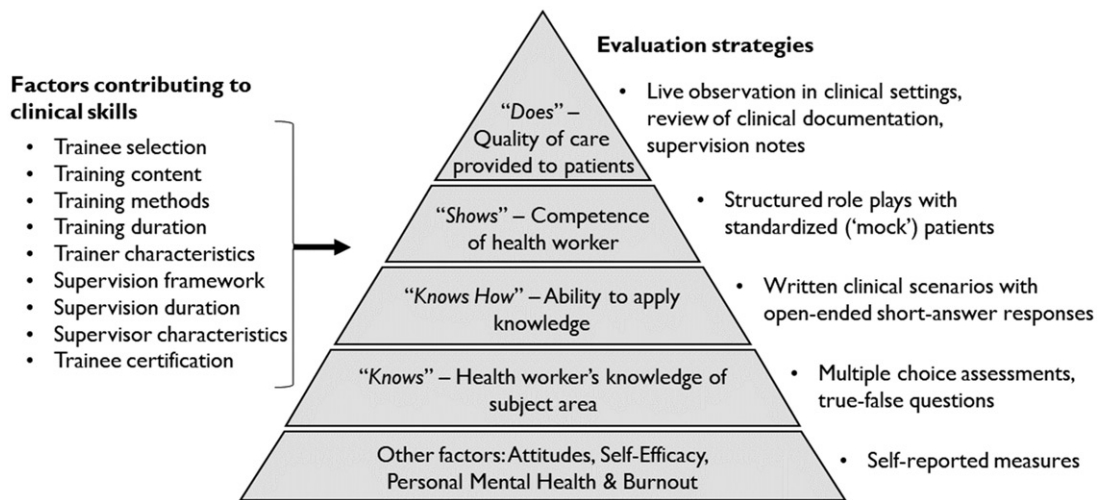 Factors contributing to
clinical skills
• Trainee selection
• Training content
• Training methods
• Training duration
• Trainer characteristics
• Supervision framework
• Supervision duration
• Supervisor characteristics
• Trainee certification
“Does” –
Quality of care
provided to patients
“Shows” – Competence
of health worker
“Knows How” – Ability to apply
knowledge
“Knows” – Health worker’s knowledge of
subject area
Other factors: Attitudes, Self-Efficacy,
Personal Mental Health & Burnout
Evaluation strategies
• Live observation in clinical settings,
review of clinical documentation,
supervision notes
• Structured role plays with
standardized (‘mock’) patients
• Written clinical scenarios with
open-ended short-answer responses
• Multiple choice assessments,
true-false questions
• Self-reported measures